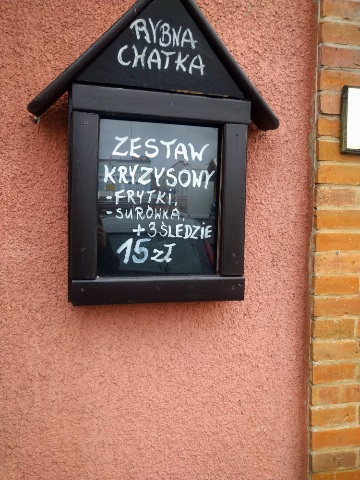 RYBNA
CHATKA
ZESTAW
KRYZYSOWY
-FRYTKI,
-SURÓWKA,
+3 ŚLEDZIE
15 zł